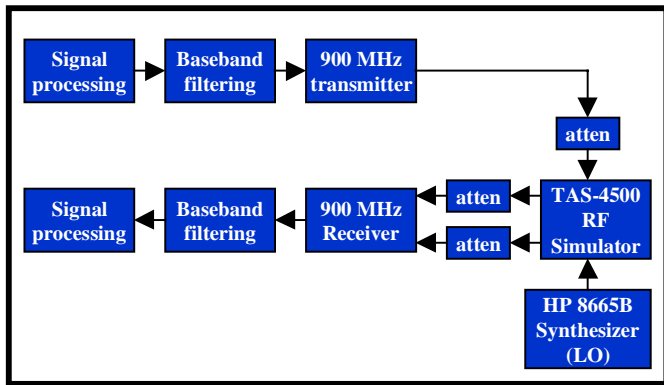 Signal
processing
Baseband
filtering
900 MHz
transmitter
atten
Signal
processing
Baseband
filtering
900 MHz
Receiver
atten
atten
TAS-4500
RF
Simulator
HP 8665B
Synthesizer
(LO)